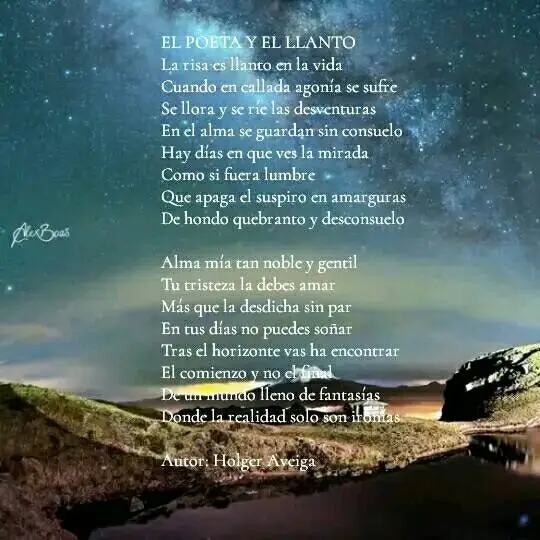 EL POETA Y EL LLANTO
La risa es llanto en la vida
Cuando en callada agonía se sufre
Se llora y se rie las desventuras
En el alma se guardan sin consuelo
Hay días en que ves la mirada
Como si fuera lumbre
Que apaga el suspiro en amarguras
De hondo quebranto y desconsuelo
AlexBoas
Alma mía tan noble y gentil
Tu tristeza la debes amar
Más que la desdicha sin par
En tus días no puedes soñar
Tras el horizonte vas ha encontrar
El comienzo y no el final
De un mundo lleno de fantasías
Donde la realidad solo son ironías
Autor: Holger Aveiga